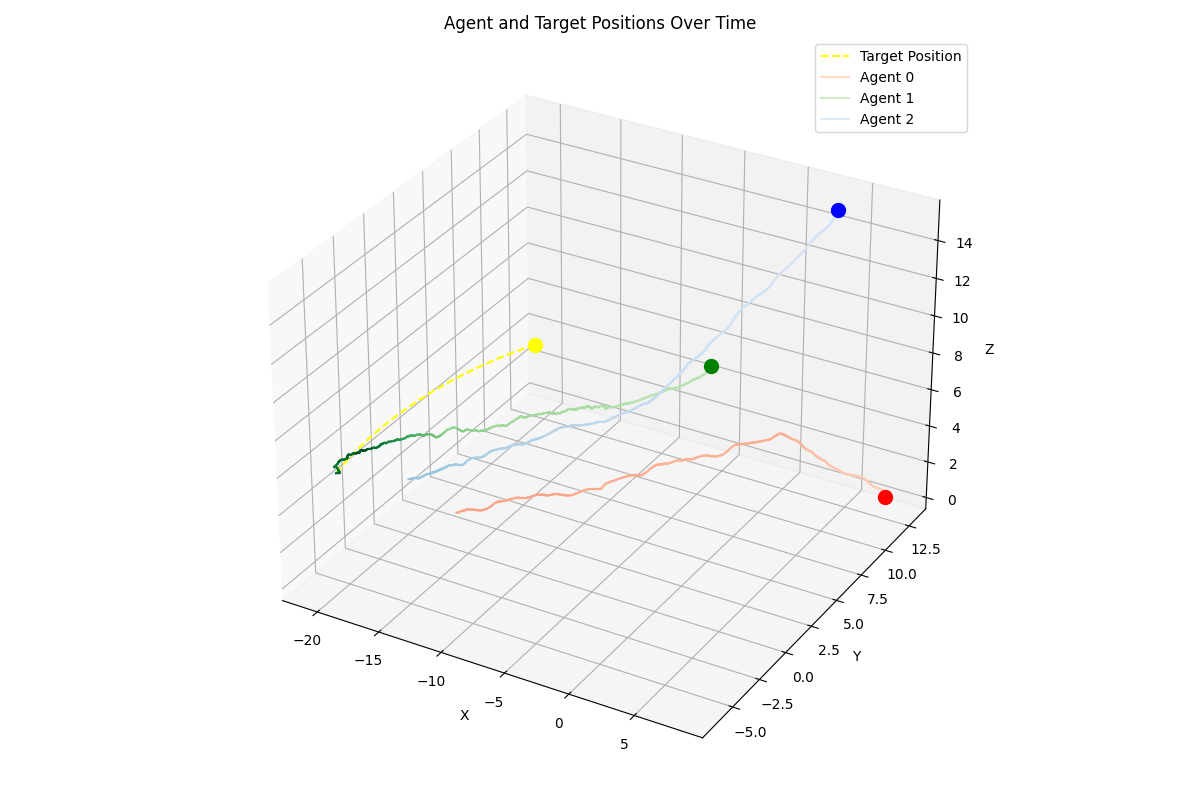 Agent and Target Positions Over Time
Target Position
Agent 0
Agent 1
Agent 2
14
12
10
8
6
4
2
0
Z
12.5
10.0
7.5
5.0
2.5
0.0
−2.5
−5.0
Y
−20
−15
−10
−5
0
5
X